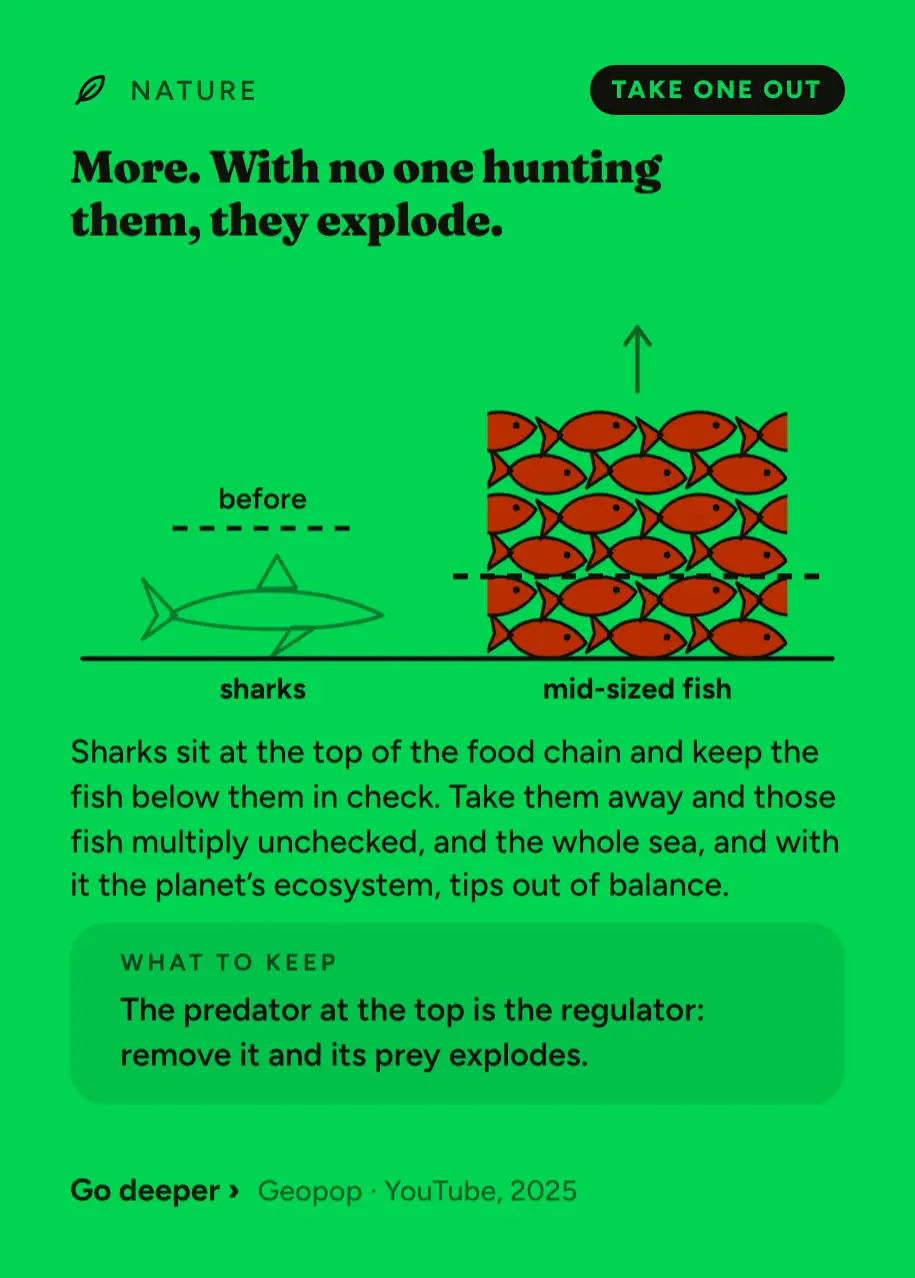 NATURE
TAKE ONE OUT
More. With no one hunting
them, they explode.
before
sharks
mid-sized fish
Sharks sit at the top of the food chain and keep the
fish below them in check. Take them away and those
fish multiply unchecked, and the whole sea, and with
it the planet’s ecosystem, tips out of balance.
WHAT TO KEEP
The predator at the top is the regulator:
remove it and its prey explodes.
Go deeper › Geopop · YouTube, 2025